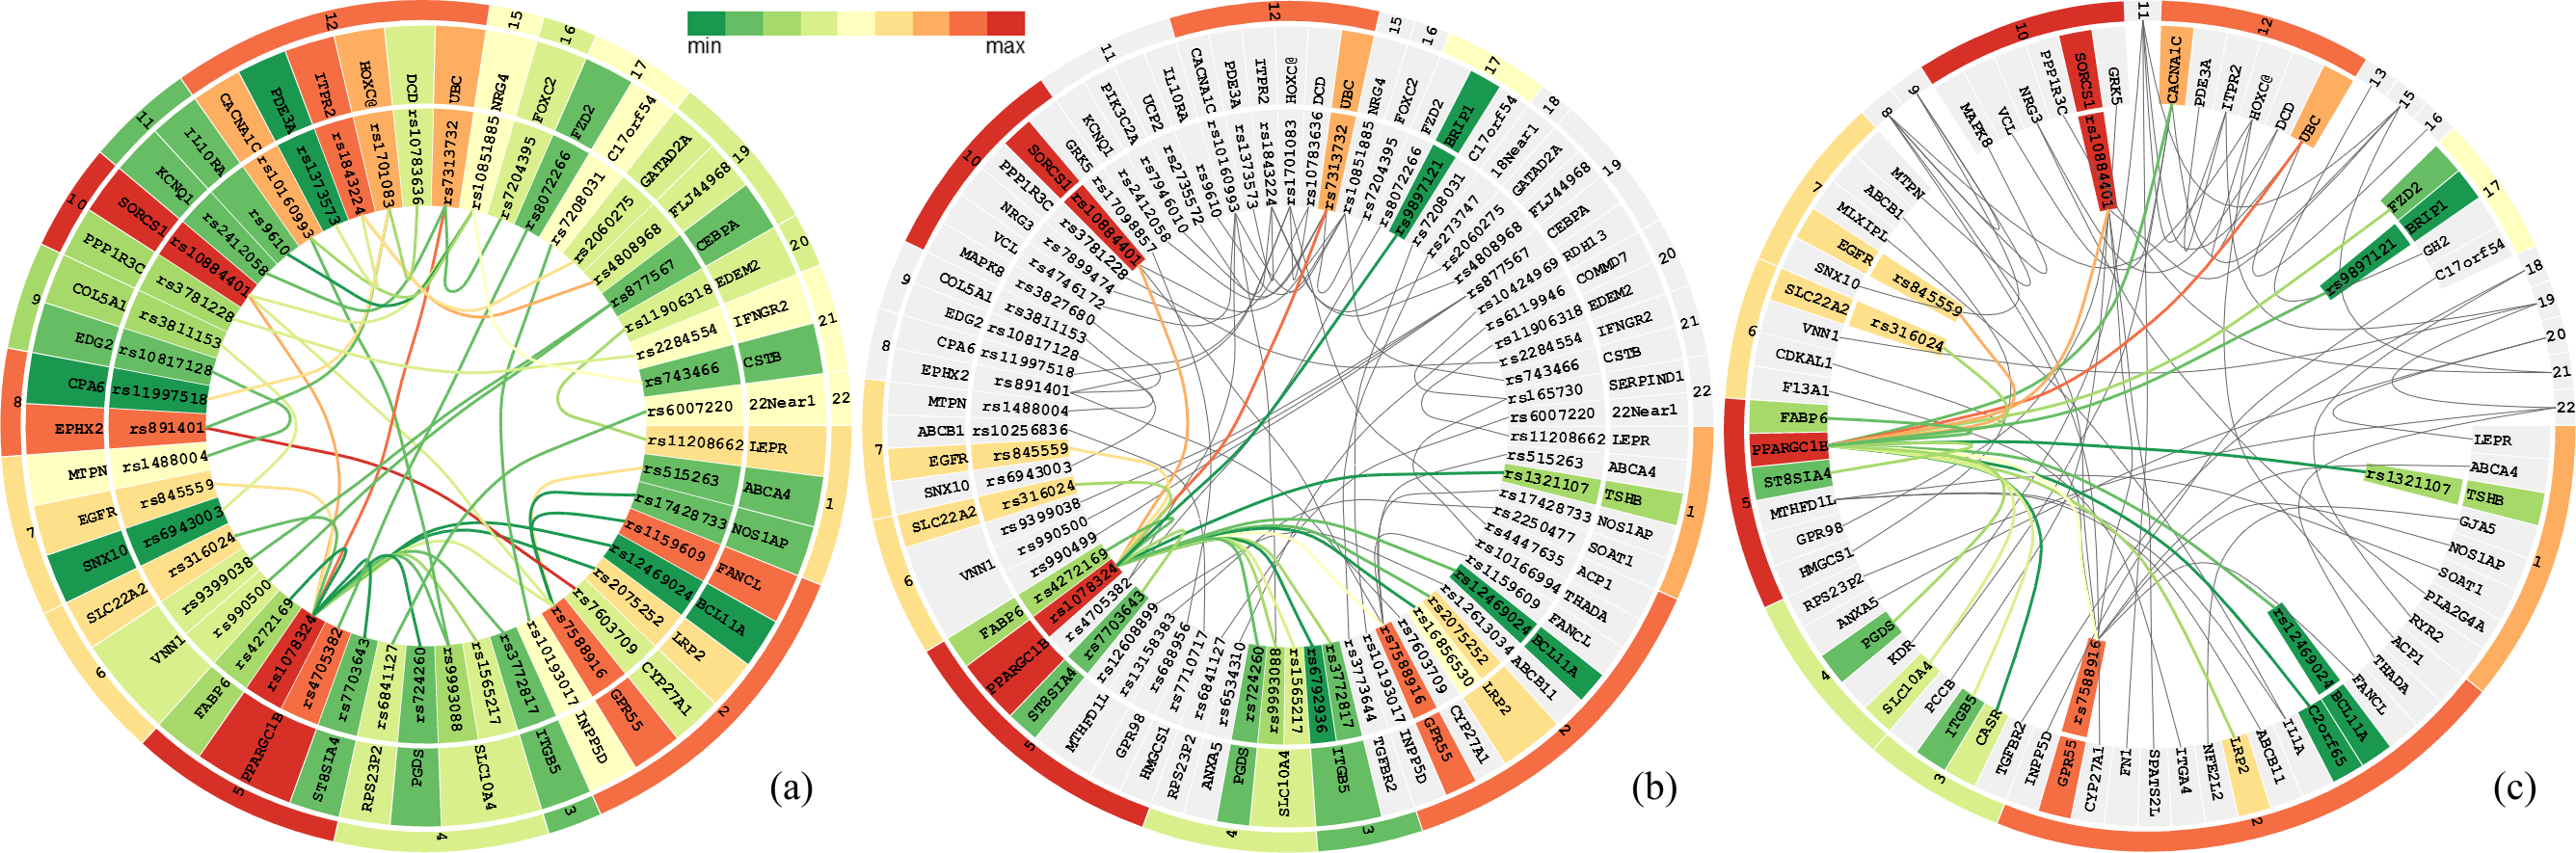 min
max
12
15
16
17
19
20
21
22
1
2
3
4
5
6
7
8
9
10
11
CACNA1C
PDE3A
ITPR2
HOXC@
DCD
UBC
NRG4
FOXC2
FZD2
C17orf54
GATAD2A
FLJ44968
CEBPA
EDEM2
IFNGR2
CSTB
22Near1
LEPR
ABCA4
NOS1AP
FANCL
BCL11A
LRP2
CYP27A1
GPR55
INPP5D
ITGB5
SLC10A4
PGDS
RPS23P2
ST8SIA4
PPARGC1B
FABP6
VNN1
SLC22A2
SNX10
EGFR
MTPN
EPHX2
CPA6
EDG2
COL5A1
PPP1R3C
SORCS1
KCNQ1
IL10RA
rs10160993
rs1373573
rs1843224
rs1701083
rs10783636
rs7313732
rs10851885
rs7204395
rs8072266
rs7208031
rs2060275
rs4808968
rs877567
rs11906318
rs2284554
rs743466
rs6007220
rs11208662
rs515263
rs17428733
rs1159609
rs12469024
rs2075252
rs7603709
rs7588916
rs10193017
rs3772817
rs1565217
rs9993088
rs724260
rs6841127
rs7703643
rs4705382
rs1078324
rs4272169
rs990500
rs9399038
rs316024
rs6943003
rs845559
rs1488004
rs891401
rs11997518
rs10817128
rs3811153
rs3781228
rs10884401
rs2412058
rs9610
(a)
12
15
16
17
18
19
20
21
22
1
2
3
4
5
6
7
8
9
10
11
CACNA1C
PDE3A
ITPR2
HOXC@
DCD
UBC
NRG4
FOXC2
FZD2
BRIP1
C17orf54
18Near1
GATAD2A
FLJ44968
CEBPA
RDH13
COMMD7
EDEM2
IFNGR2
CSTB
SERPIND1
22Near1
LEPR
ABCA4
TSHB
NOS1AP
SOAT1
ACP1
THADA
FANCL
BCL11A
ABCB11
LRP2
CYP27A1
GPR55
INPP5D
TGFBR2
ITGB5
SLC10A4
PGDS
ANXA5
RPS23P2
HMGCS1
GPR98
MTHFD1L
ST8SIA4
PPARGC1B
FABP6
VNN1
SLC22A2
SNX10
EGFR
ABCB1
MTPN
EPHX2
CPA6
EDG2
COL5A1
MAPK8
VCL
NRG3
PPP1R3C
SORCS1
GRK5
KCNQ1
PIK3C2A
UCP2
IL10RA
rs10160993
rs1373573
rs1843224
rs1701083
rs10783636
rs7313732
rs10851885
rs7204395
rs8072266
rs9897121
rs7208031
rs273747
rs2060275
rs4808968
rs877567
rs10424969
rs6119946
rs11906318
rs2284554
rs743466
rs165730
rs6007220
rs11208662
rs515263
rs1321107
rs17428733
rs2250477
rs4447635
rs10166994
rs1159609
rs12469024
rs12613034
rs2075252
rs16856530
rs7603709
rs7588916
rs10193017
rs3773644
rs3772817
rs6792936
rs1565217
rs9993088
rs724260
rs6534310
rs6841127
rs7710717
rs688956
rs13158383
rs12608899
rs7703643
rs4705382
rs1078324
rs4272169
rs990499
rs990500
rs9399038
rs316024
rs6943003
rs845559
rs10256836
rs1488004
rs891401
rs11997518
rs10817128
rs3811153
rs3827680
rs4746172
rs7899474
rs3781228
rs10884401
rs17098857
rs2412058
rs7946010
rs2735572
rs9610
(b)
11
12
13
15
16
17
18
19
20
21
22
1
2
3
4
5
6
7
8
9
10
CACNA1C
PDE3A
ITPR2
HOXC@
DCD
UBC
FZD2
BRIP1
GH2
C17orf54
LEPR
ABCA4
TSHB
GJA5
NOS1AP
SOAT1
PLA2G4A
RYR2
ACP1
THADA
FANCL
BCL11A
C2orf65
IL1A
ABCB11
LRP2
NFE2L2
ITGA4
SPATS2L
FN1
CYP27A1
GPR55
INPP5D
TGFBR2
CASR
ITGB5
PCCB
SLC10A4
KDR
PGDS
ANXA5
RPS23P2
HMGCS1
GPR98
MTHFD1L
ST8SIA4
PPARGC1B
FABP6
F13A1
CDKAL1
VNN1
SLC22A2
SNX10
EGFR
MLXIPL
ABCB1
MTPN
MAPK8
VCL
NRG3
PPP1R3C
SORCS1
GRK5
rs10884401
rs9897121
rs1321107
rs12469024
rs7588916
rs316024
rs845559
(c)